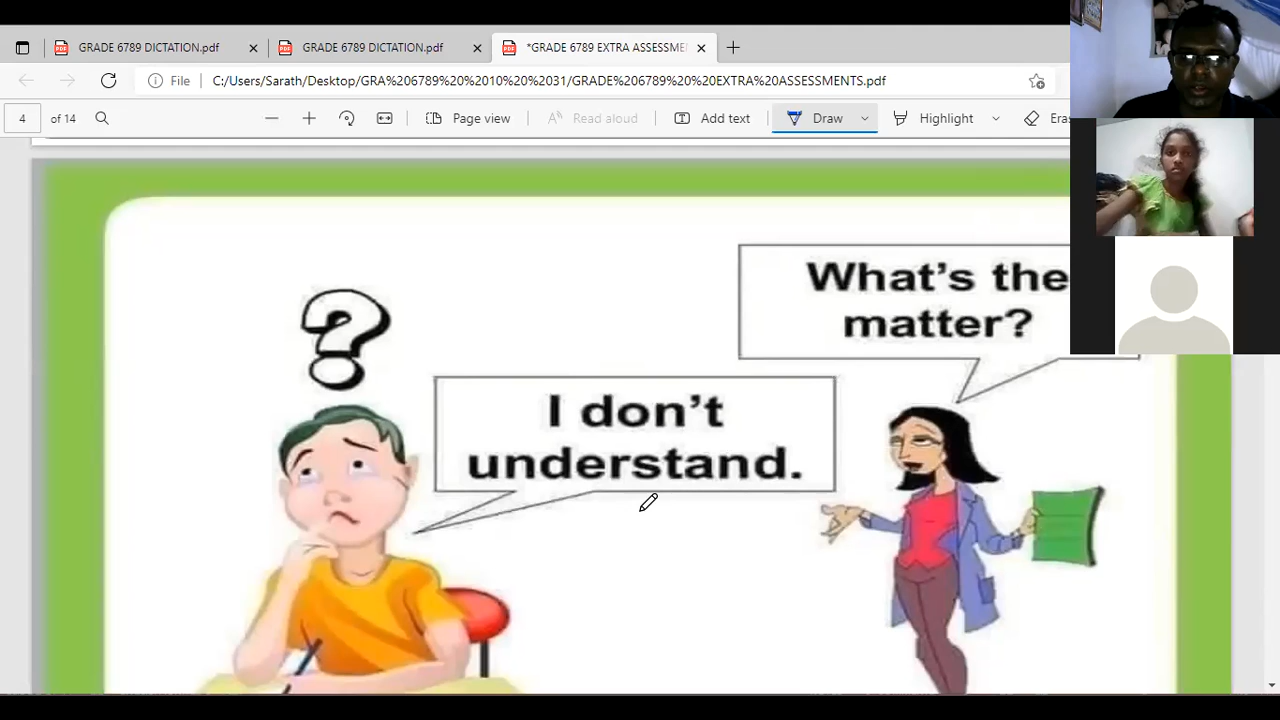 GRADE 6789 DICTATION.pdf
GRADE 6789 DICTATION.pdf
*GRADE 6789 EXTRA ASSESSME
File
C:/Users/Sarath/Desktop/GRA%206789%20%2010%20%2031/GRADE%206789%20%20EXTRA%20ASSESSMENTS.pdf
4 of 14
Page view
Read aloud
Add text
Draw
Highlight
Eras
What's the
matter?
?
I don't
understand.